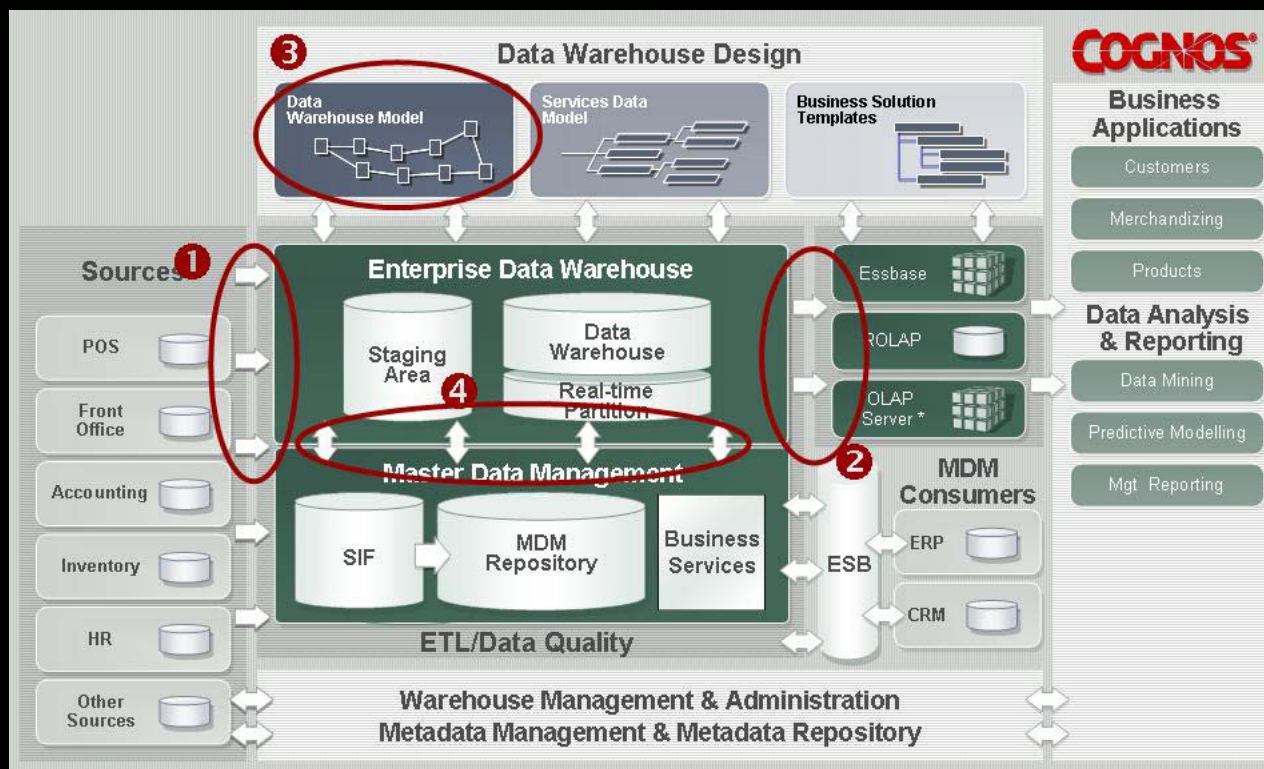 3
Data Warehouse Design
COGNOS®
Data
Warehouse Model
Services Data
Model
Business Solution
Templates
Business
Applications
Customers
Merchandizing
Products
Data Analysis
& Reporting
Data Mining
Predictive Modelling
Mgt Reporting
Sources
1
POS
Front
Office
Accounting
Inventory
HR
Other
Sources
Enterprise Data Warehouse
Staging
Area
Data
Warehouse
Real-time
Partition
4
Master Data Management
SIF
MDM
Repository
Business
Services
ETL/Data Quality
Essbase
ROLAP
OLAP
Server *
2
ESB
MDM
Consumers
ERP
CRM
Warehouse Management & Administration
Metadata Management & Metadata Repository